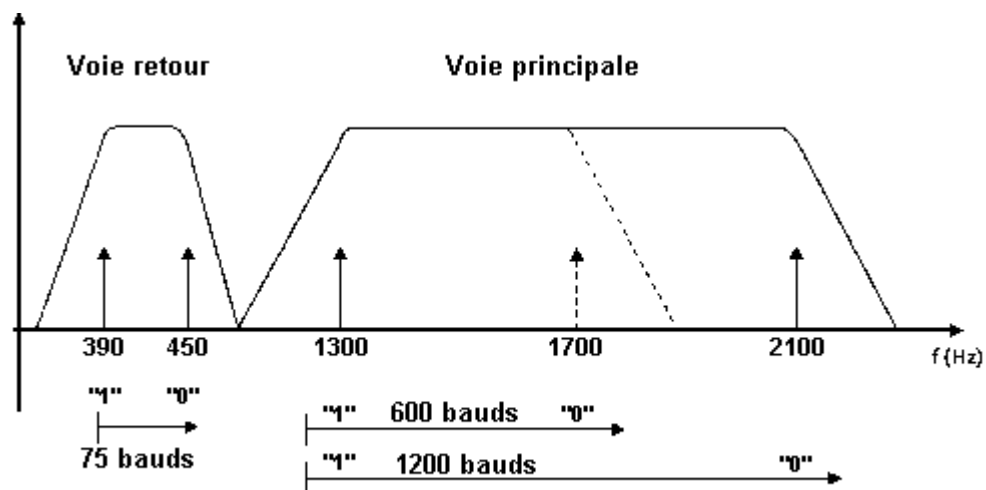 Voie retour Voie principale
390 450 1300 1700 2100 f (Hz)
"1" "0" "1" 600 bauds "0"
75 bauds "1" 1200 bauds "0"